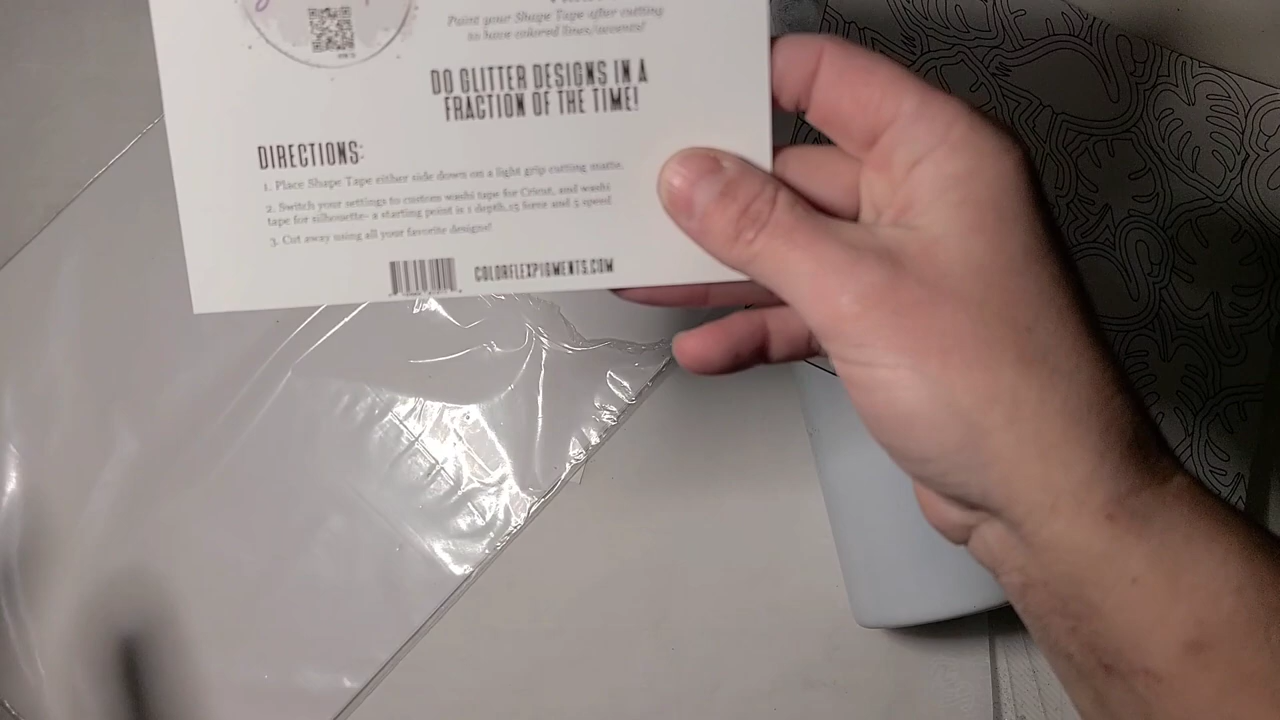 Paint your Shape Tape after cutting
to have colored lines/accents!
DO GLITTER DESIGNS IN A
FRACTION OF THE TIME!
DIRECTIONS:
1. Place Shape Tape either side down on a light grip cutting matte.
2. Switch your settings to custom washi tape for Cricut, and washi
tape for silhouette- a starting point is 1 depth,15 force and 5 speed
3. Cut away using all your favorite designs!
COLORFLEXPIGMENTS.COM